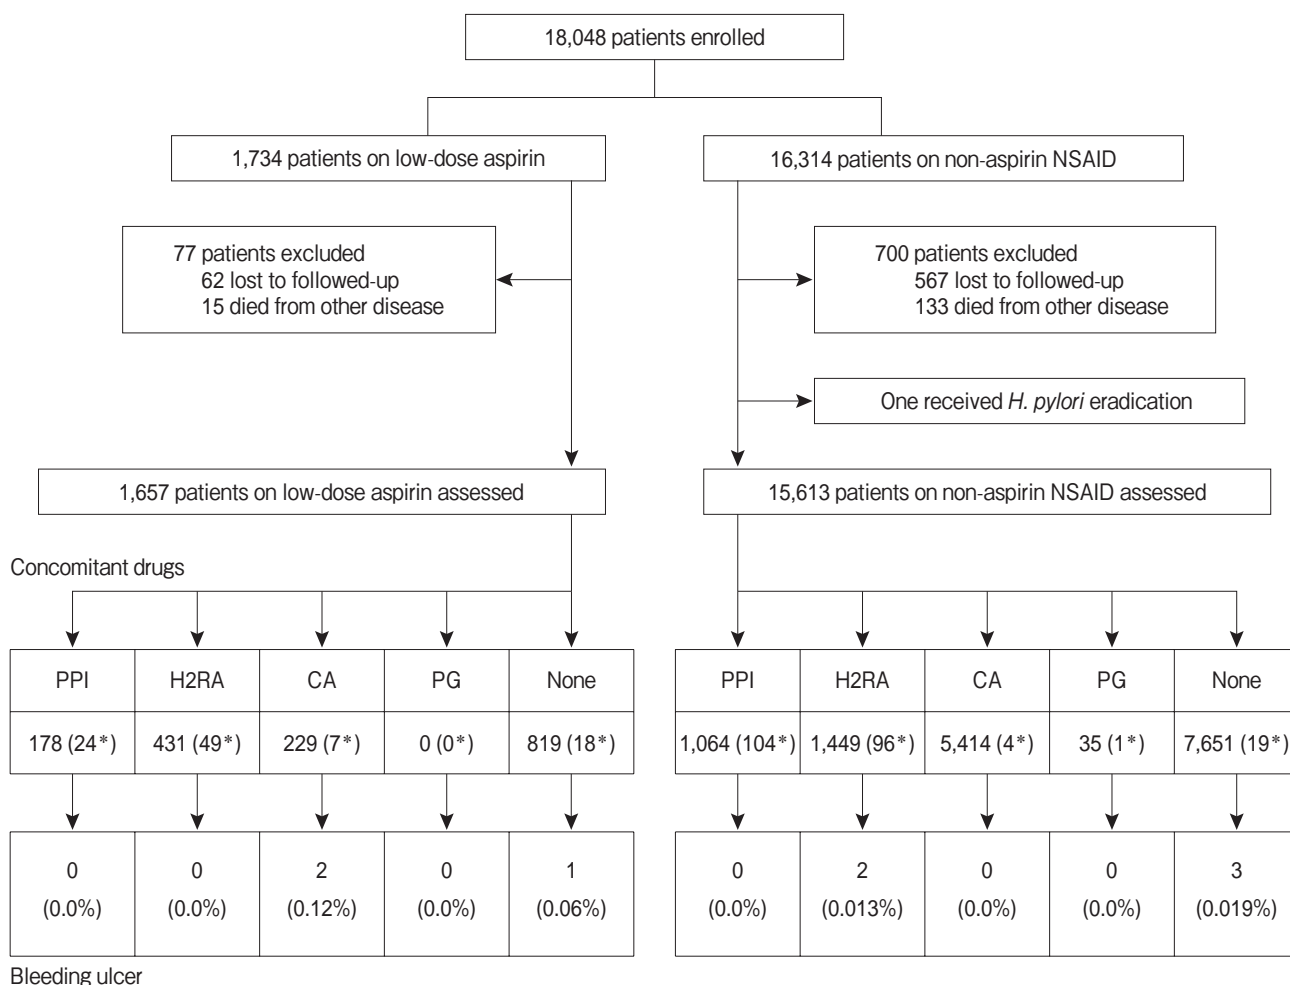 18,048 patients enrolled
1,734 patients on low-dose aspirin
16,314 patients on non-aspirin NSAID
77 patients excluded
62 lost to followed-up
15 died from other disease
700 patients excluded
567 lost to followed-up
133 died from other disease
One received H. pylori eradication
1,657 patients on low-dose aspirin assessed
15,613 patients on non-aspirin NSAID assessed
Concomitant drugs
PPI H2RA CA PG None
178 (24*) 431 (49*) 229 (7*) 0 (0*) 819 (18*)
0 0 2 0 1
(0.0%) (0.0%) (0.12%) (0.0%) (0.06%)
PPI H2RA CA PG None
1,064 (104*) 1,449 (96*) 5,414 (4*) 35 (1*) 7,651 (19*)
0 2 0 0 3
(0.0%) (0.013%) (0.0%) (0.0%) (0.019%)
Bleeding ulcer